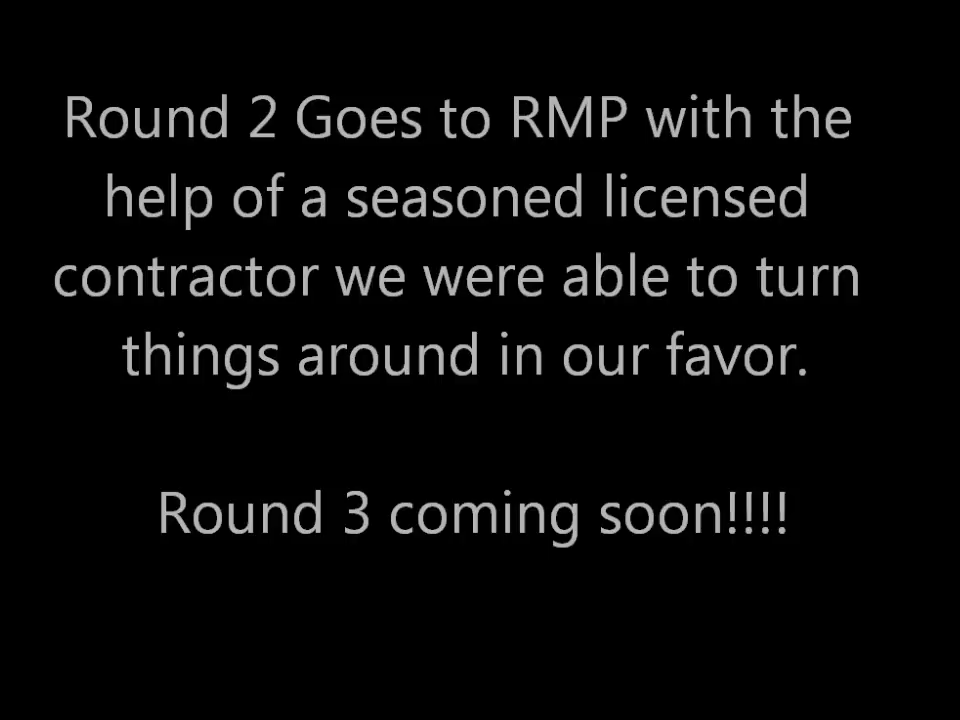 Round 2 Goes to RMP with the
help of a seasoned licensed
contractor we were able to turn
things around in our favor.
Round 3 coming soon!!!!